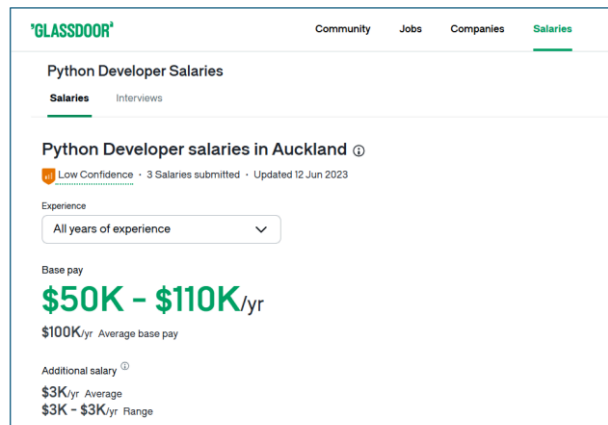 "GLASSDOOR"
Community Jobs Companies Salaries
Python Developer Salaries
Salaries Interviews
Python Developer salaries in Auckland
Low Confidence · 3 Salaries submitted · Updated 12 Jun 2023
Experience
All years of experience
Base pay
$50K - $110K/yr
$100K/yr Average base pay
Additional salary
$3K/yr Average
$3K - $3K/yr Range